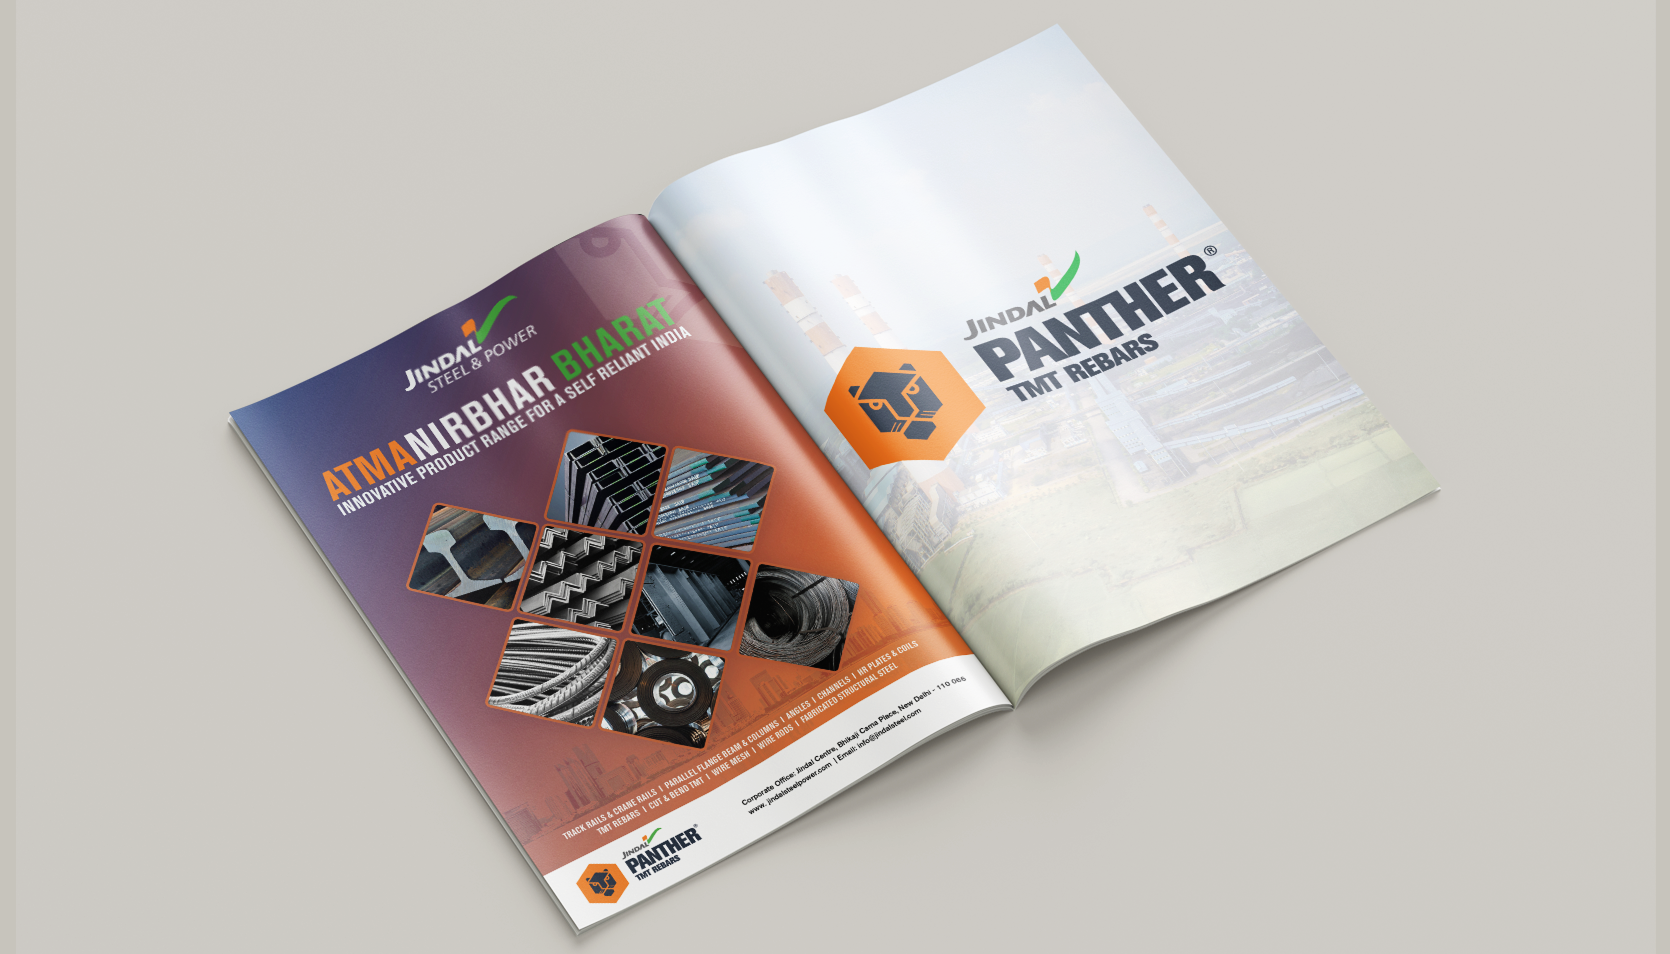 JINDAL
STEEL & POWER
ATMANIRBHAR BHARAT
INNOVATIVE PRODUCT RANGE FOR A SELF RELIANT INDIA
TRACK RAILS & CRANE RAILS | PARALLEL FLANGE BEAM & COLUMNS | ANGLES | CHANNELS | HR PLATES & COILS
TMT REBARS | CUT & BEND TMT | WIRE MESH | WIRE RODS | FABRICATED STRUCTURAL STEEL
Corporate Office: Jindal Centre, Bhikaji Cama Place, New Delhi - 110 066
www. jindalsteelpower.com | Email: info@jindalsteel.com
JINDAL
PANTHER®
TMT REBARS
JINDAL
PANTHER®
TMT REBARS